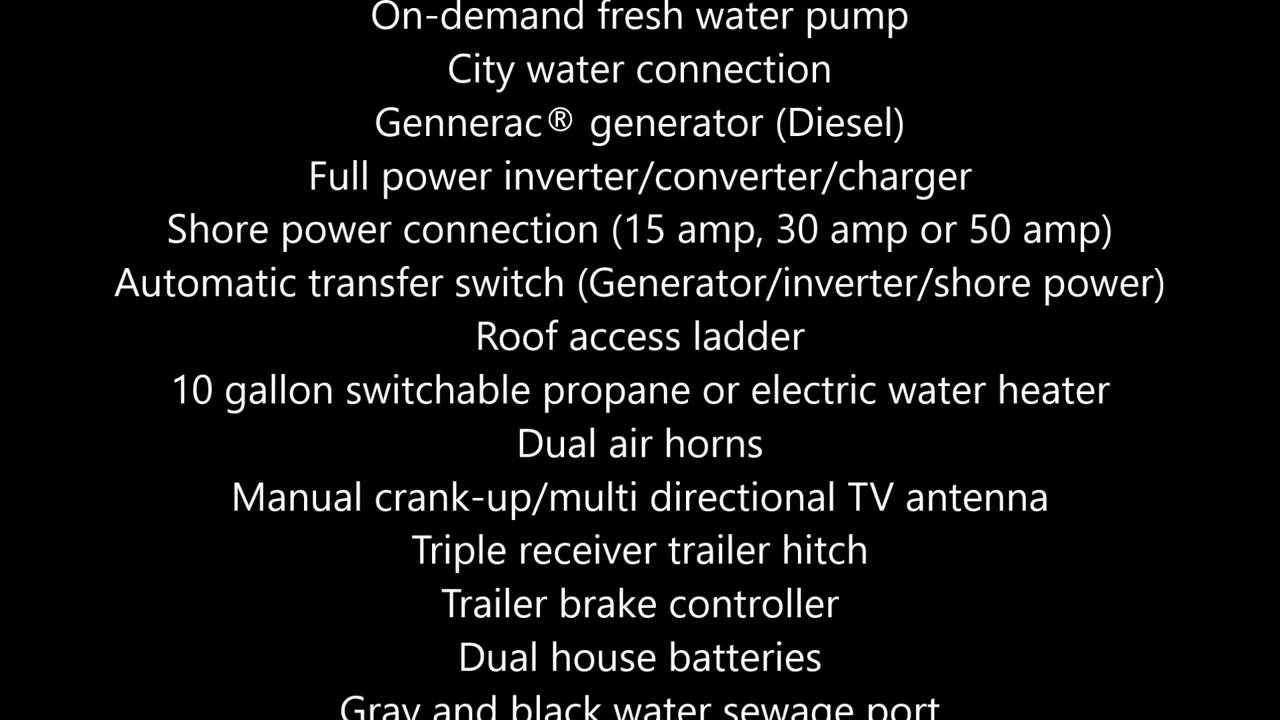 On-demand fresh water pump
City water connection
Gennerac® generator (Diesel)
Full power inverter/converter/charger
Shore power connection (15 amp, 30 amp or 50 amp)
Automatic transfer switch (Generator/inverter/shore power)
Roof access ladder
10 gallon switchable propane or electric water heater
Dual air horns
Manual crank-up/multi directional TV antenna
Triple receiver trailer hitch
Trailer brake controller
Dual house batteries
Gray and black water sewage port